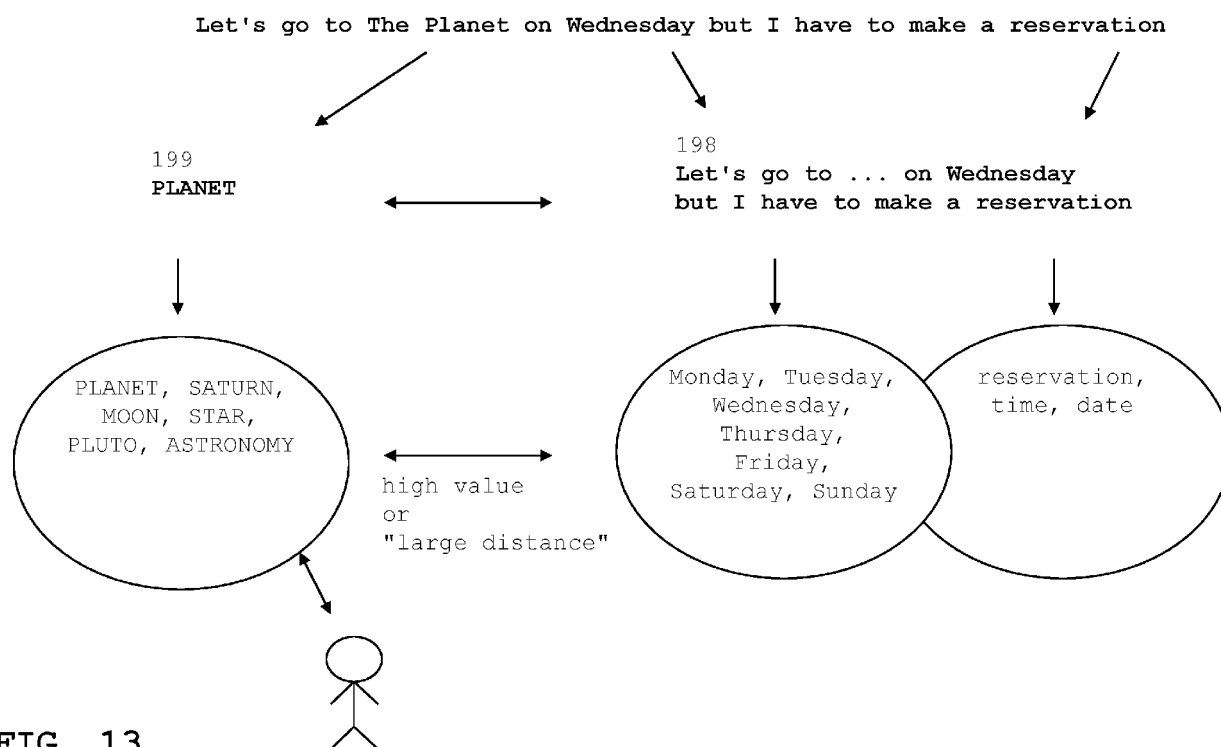 Let's go to The Planet on Wednesday but I have to make a reservation
199
PLANET
198
Let's go to ... on Wednesday
but I have to make a reservation
PLANET, SATURN,
MOON, STAR,
PLUTO, ASTRONOMY
high value
or
"large distance"
Monday, Tuesday,
Wednesday,
Thursday,
Friday,
Saturday, Sunday
reservation,
time, date
FIG. 13